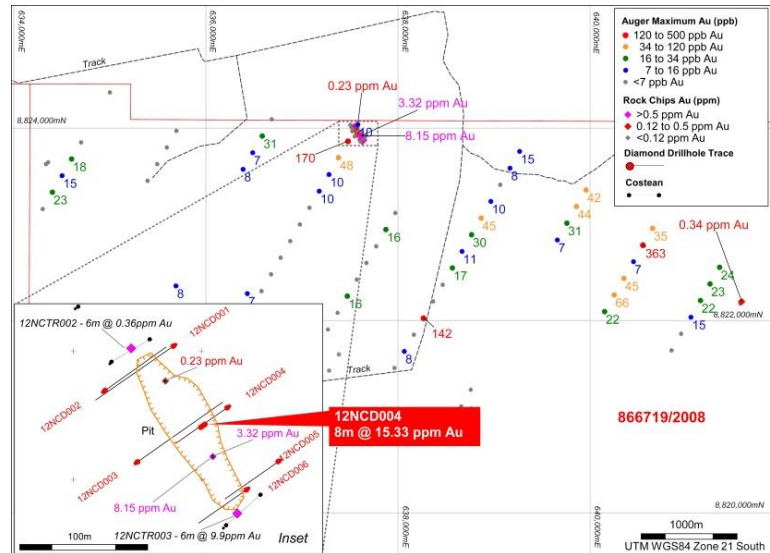 634,000mE
636,000mE
638,000mE
640,000mE
Track
Track
8,824,000mN
8,822,000mN
8,820,000mN
0.23 ppm Au
3.32 ppm Au
8.15 ppm Au
10
170
48
31
7
8
10
10
18
15
23
16
16
8
7
15
8
10
45
30
11
17
142
8
42
44
31
7
35
363
7
45
66
22
0.34 ppm Au
24
23
22
15
Auger Maximum Au (ppb)
120 to 500 ppb Au
34 to 120 ppb Au
16 to 34 ppb Au
7 to 16 ppb Au
<7 ppb Au
Rock Chips Au (ppm)
>0.5 ppm Au
0.12 to 0.5 ppm Au
<0.12 ppm Au
Diamond Drillhole Trace
Costean
12NCTR002 - 6m @ 0.36ppm Au
12NCD001
12NCD002
0.23 ppm Au
12NCD004
Pit
12NCD003
3.32 ppm Au
12NCD005
12NCD006
8.15 ppm Au
12NCTR003 - 6m @ 9.9ppm Au
100m
Inset
12NCD004
8m @ 15.33 ppm Au
866719/2008
638,000mE
640,000mE
1000m
UTM WGS84 Zone 21 South